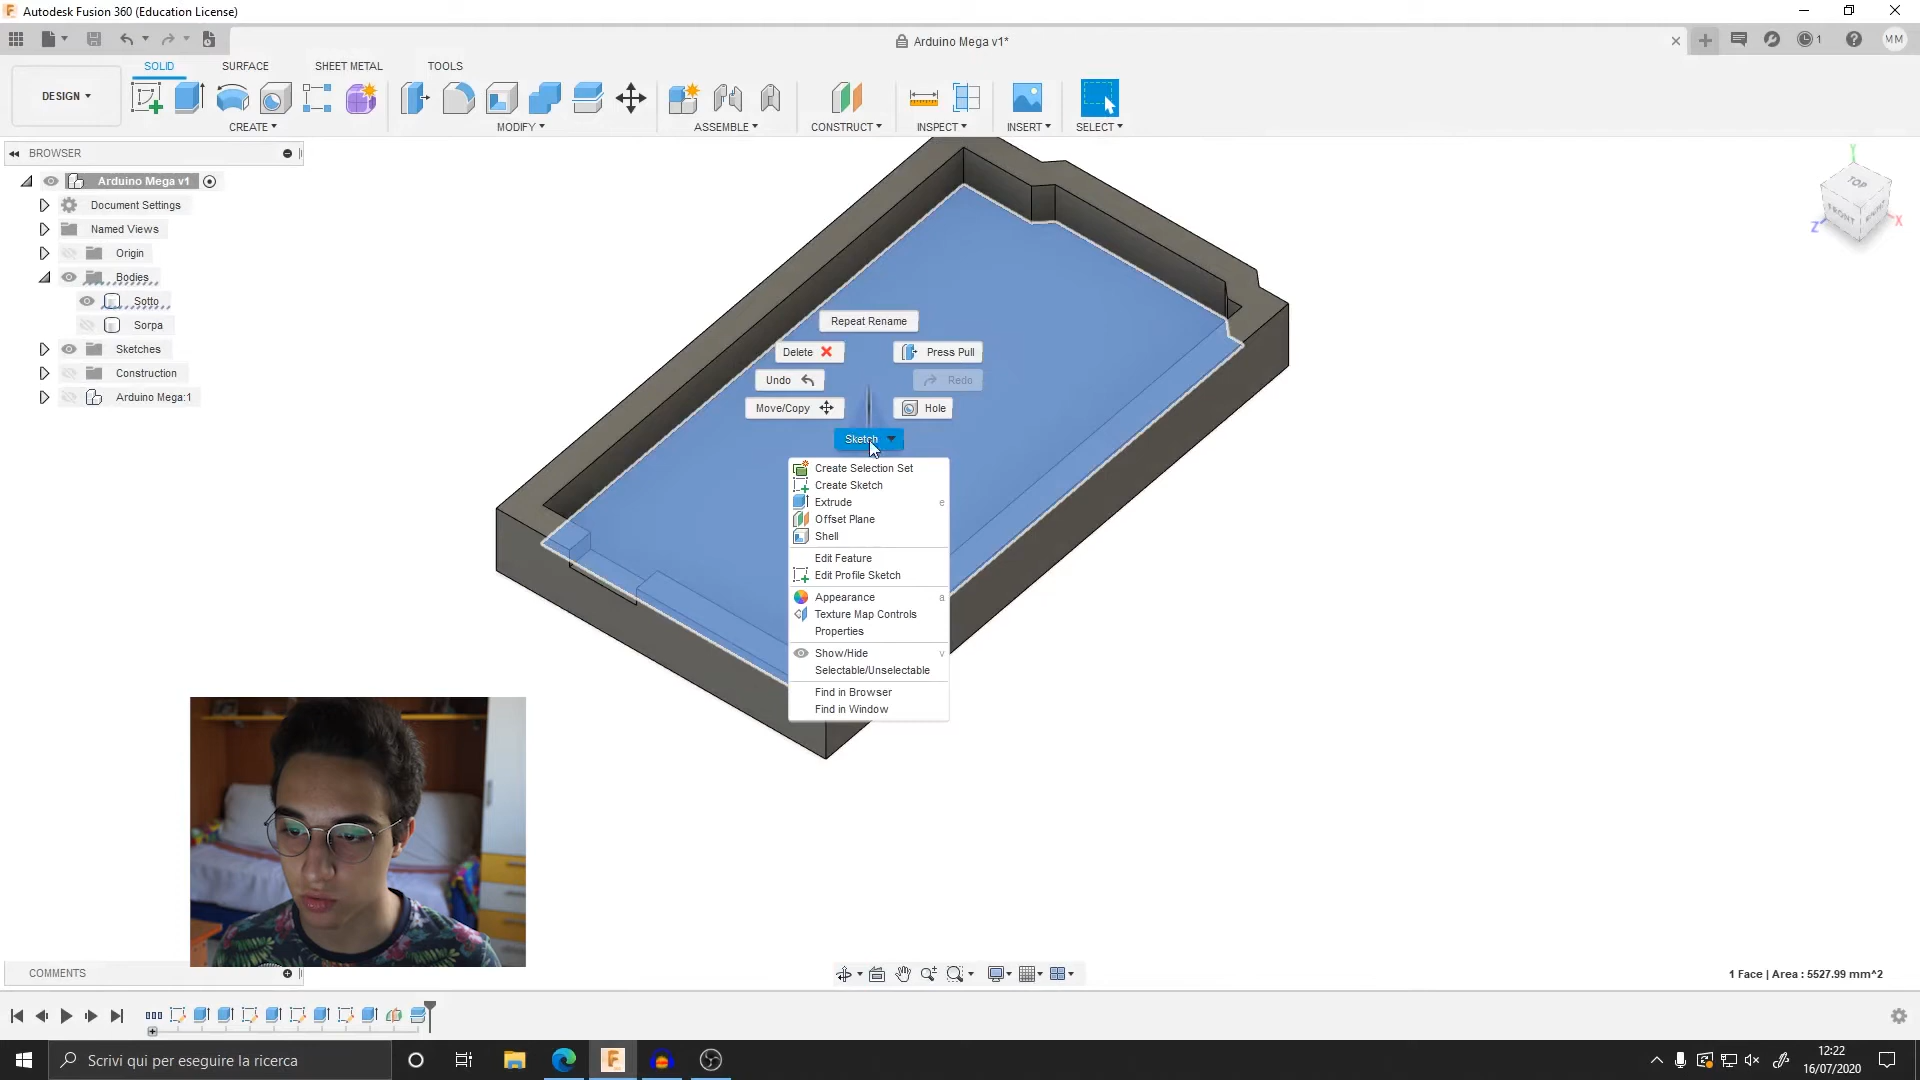 Autodesk Fusion 360 (Education License)
Arduino Mega v1*
1
MM
DESIGN
SOLID
SURFACE
SHEET METAL
TOOLS
CREATE
MODIFY
ASSEMBLE
CONSTRUCT
INSPECT
INSERT
SELECT
BROWSER
Arduino Mega v1
Document Settings
Named Views
Origin
Bodies
Sotto
Sorpa
Sketches
Construction
Arduino Mega:1
Y
TOP
FRONT
Z
X
Repeat Rename
Delete
Press Pull
Undo
Redo
Move/Copy
Hole
Sketch
Create Selection Set
Create Sketch
Extrude e
Offset Plane
Shell
Edit Feature
Edit Profile Sketch
Appearance a
Texture Map Controls
Properties
Show/Hide v
Selectable/Unselectable
Find in Browser
Find in Window
COMMENTS
1 Face | Area : 5527.99 mm^2
Scrivi qui per eseguire la ricerca
12:22
16/07/2020